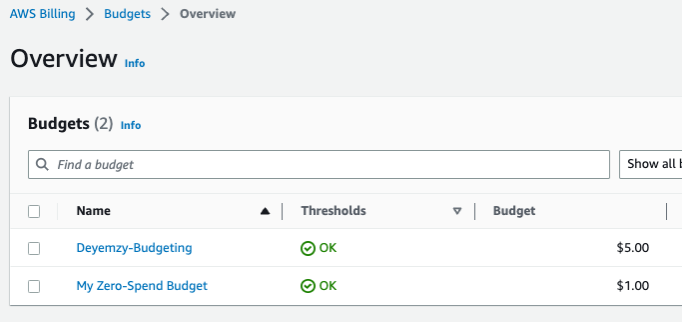 AWS Billing > Budgets > Overview
Overview Info
Budgets (2) Info
Find a budget
Show all
Name Thresholds Budget
Deyemzy-Budgeting OK $5.00
My Zero-Spend Budget OK $1.00